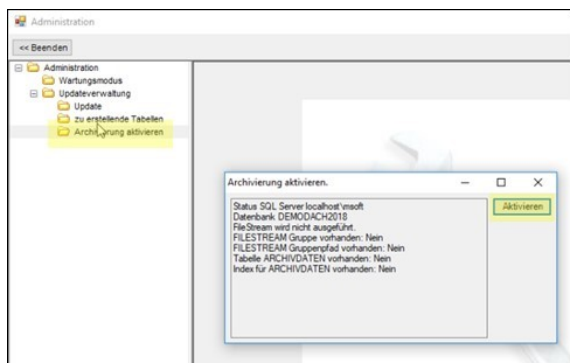 Administration
<< Beenden
Administration
Wartungsmodus
Updateverwaltung
Update
zu erstellende Tabellen
Archivierung aktivieren
Archivierung aktivieren.
Status SQL Server localhost\msoft
Datenbank DEMODACH2018
FileStream wird nicht ausgeführt.
FILESTREAM Gruppe vorhanden: Nein
FILESTREAM Gruppenpfad vorhanden: Nein
Tabelle ARCHIVDATEN vorhanden: Nein
Index für ARCHIVDATEN vorhanden: Nein
Aktivieren